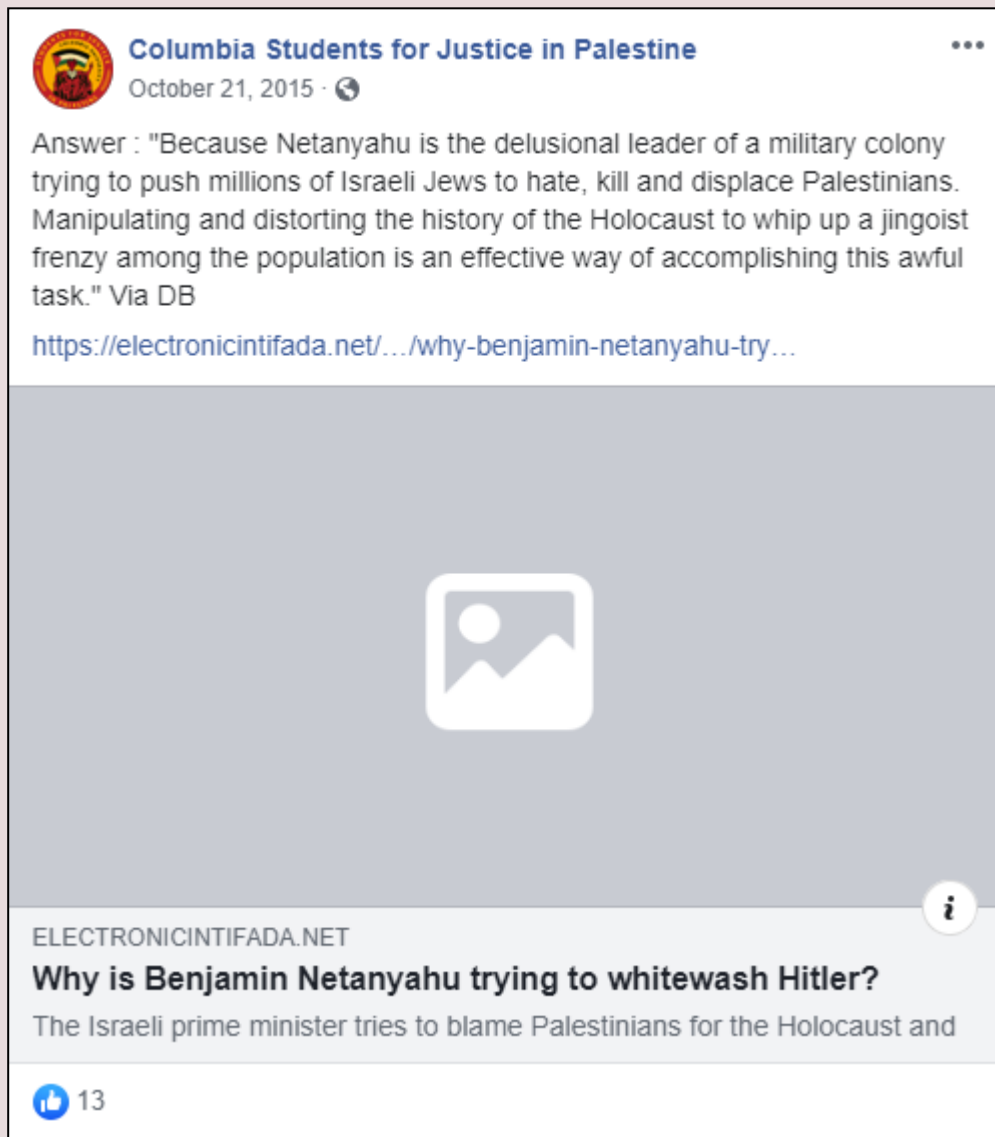 Columbia Students for Justice in Palestine
October 21, 2015 ·
Answer : "Because Netanyahu is the delusional leader of a military colony
trying to push millions of Israeli Jews to hate, kill and displace Palestinians.
Manipulating and distorting the history of the Holocaust to whip up a jingoist
frenzy among the population is an effective way of accomplishing this awful
task." Via DB
https://electronicintifada.net/…/why-benjamin-netanyahu-try…
ELECTRONICINTIFADA.NET
Why is Benjamin Netanyahu trying to whitewash Hitler?
The Israeli prime minister tries to blame Palestinians for the Holocaust and
13